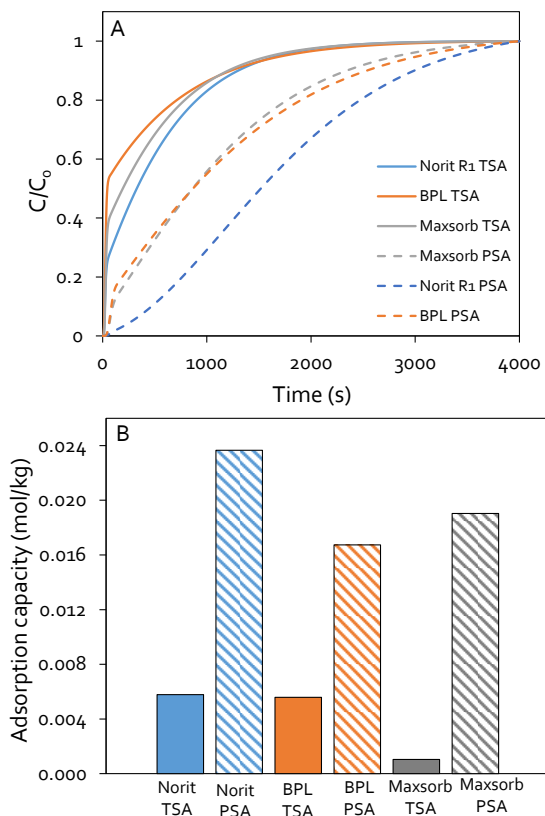 A
1
0.8
0.6
0.4
0.2
0
C/C₀
Norit R1 TSA
BPL TSA
Maxsorb TSA
Maxsorb PSA
Norit R1 PSA
BPL PSA
0 1000 2000 3000 4000
Time (s)
B
0.024
0.020
0.016
0.012
0.008
0.004
0.000
Adsorption capacity (mol/kg)
Norit Norit BPL BPL Maxsorb Maxsorb
TSA PSA TSA PSA TSA PSA